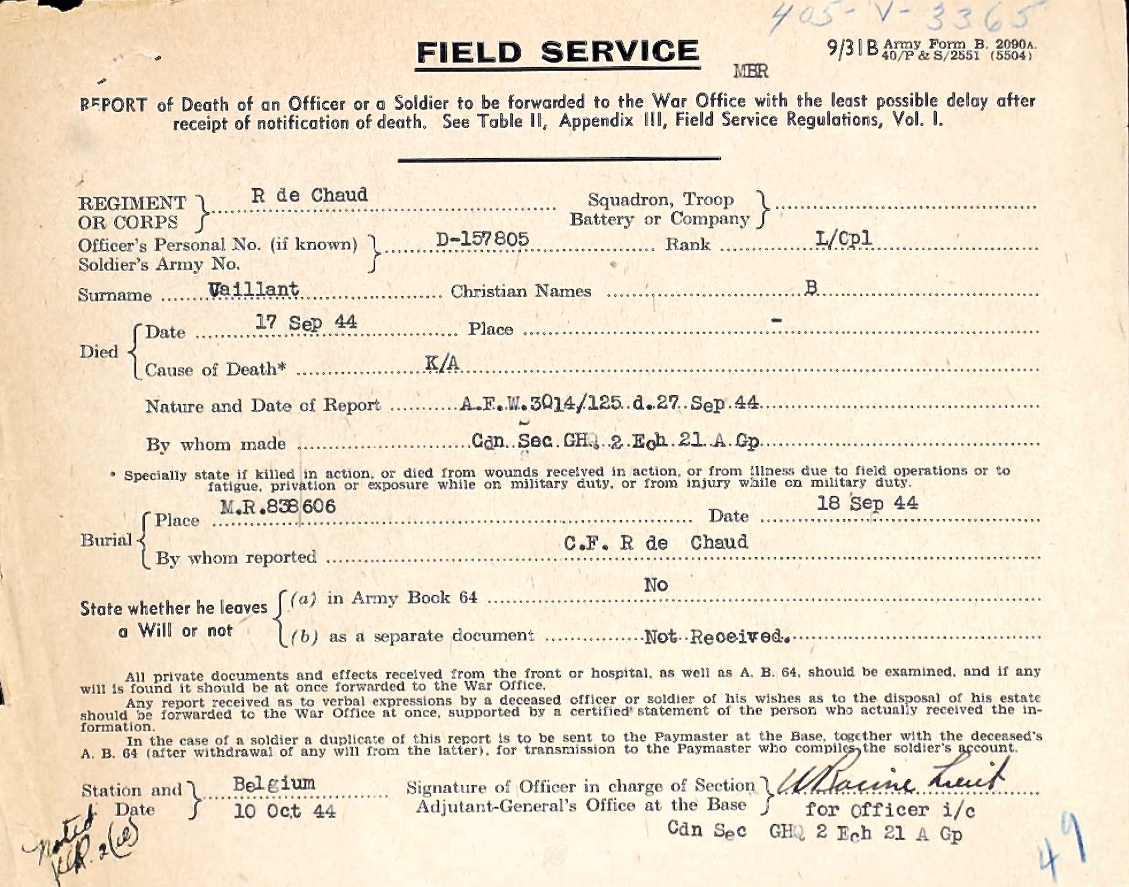 405-V-3365
FIELD SERVICE
9/31B Army Form B. 2090A.
40/P & S/2551 (5504)
MBR
REPORT of Death of an Officer or a Soldier to be forwarded to the War Office with the least possible delay after
receipt of notification of death. See Table II, Appendix III, Field Service Regulations, Vol. I.
REGIMENT OR CORPS } R de Chaud Squadron, Troop
Battery or Company }
Officer's Personal No. (if known) } D-157805 Rank L/Cpl
Soldier's Army No.
Surname Vaillant Christian Names B
Died { Date 17 Sep 44 Place -
Cause of Death* K/A
Nature and Date of Report A.F.W.3014/125 d.27 Sep 44
By whom made Cdn Sec GHQ 2 Ech 21 A Gp
* Specially state if killed in action, or died from wounds received in action, or from illness due to field operations or to
fatigue, privation or exposure while on military duty, or from injury while on military duty.
Burial { Place M.R.838606 Date 18 Sep 44
By whom reported C.F. R de Chaud
State whether he leaves a Will or not { (a) in Army Book 64 No
(b) as a separate document Not Received.
All private documents and effects received from the front or hospital, as well as A. B. 64, should be examined, and if any
will is found it should be at once forwarded to the War Office.
Any report received as to verbal expressions by a deceased officer or soldier of his wishes as to the disposal of his estate
should be forwarded to the War Office at once, supported by a certified statement of the person who actually received the in-
formation.
In the case of a soldier a duplicate of this report is to be sent to the Paymaster at the Base, together with the deceased's
A. B. 64 (after withdrawal of any will from the latter), for transmission to the Paymaster who compiles the soldier's account.
Station and Date } Belgium Signature of Officer in charge of Section } Racine Lieut
10 Oct 44 Adjutant-General's Office at the Base for Officer i/c
Cdn Sec GHQ 2 Ech 21 A Gp
Noted
49